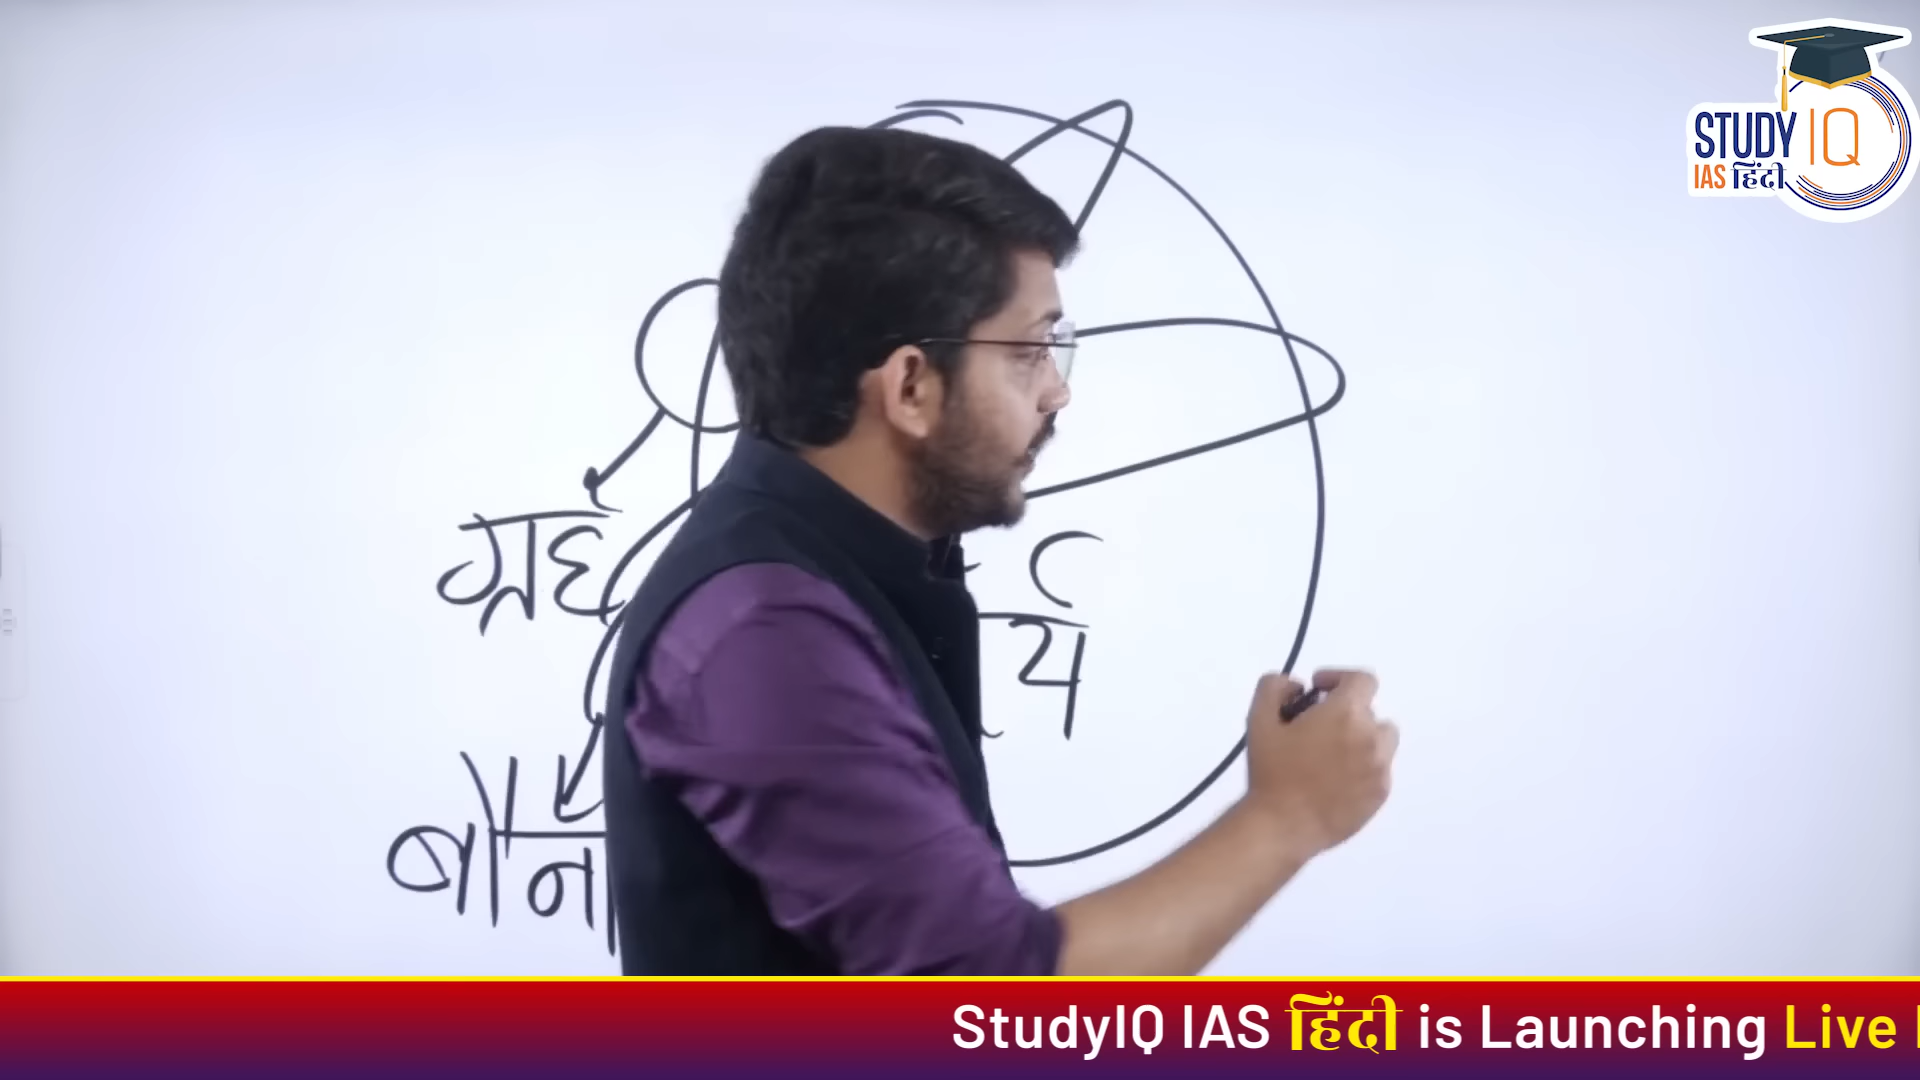 STUDY IQ
IAS हिंदी
ग्रह
बौना
StudyIQ IAS हिंदी is Launching Live